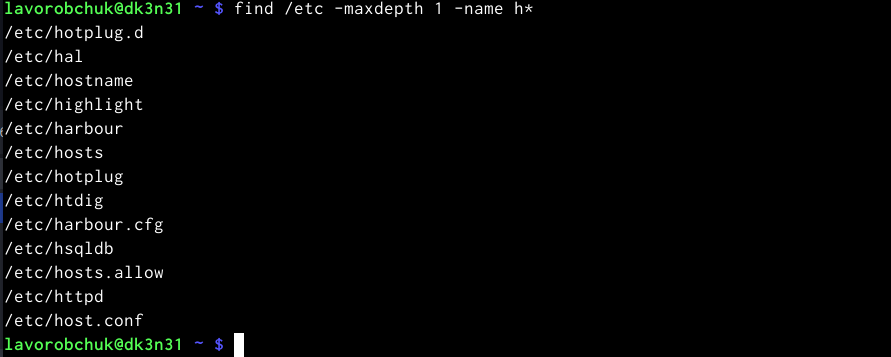 lavorobchuk@dk3n31 ~ $ find /etc -maxdepth 1 -name h*
/etc/hotplug.d
/etc/hal
/etc/hostname
/etc/highlight
/etc/harbour
/etc/hosts
/etc/hotplug
/etc/htdig
/etc/harbour.cfg
/etc/hsqldb
/etc/hosts.allow
/etc/httpd
/etc/host.conf
lavorobchuk@dk3n31 ~ $